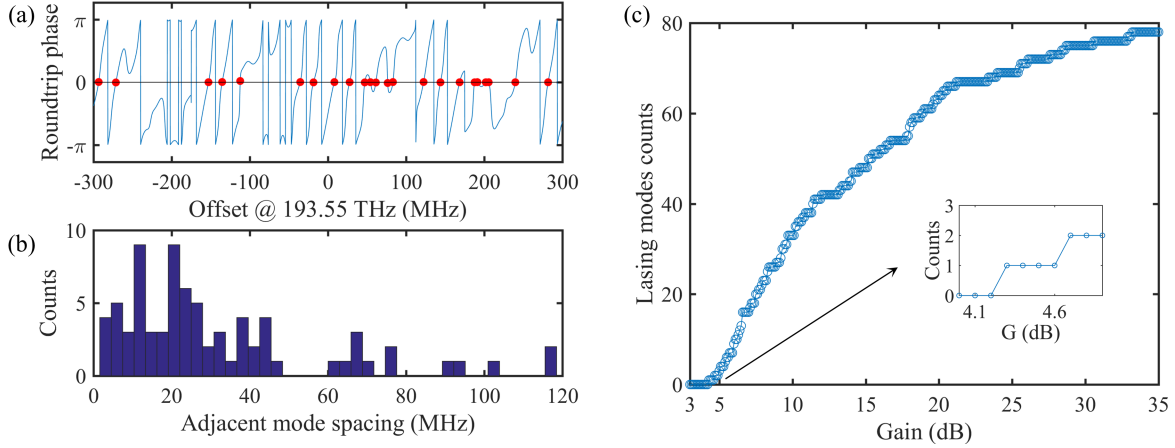 (a)
Roundtrip phase
π
0
-π
-300 -200 -100 0 100 200 300
Offset @ 193.55 THz (MHz)
(b)
Counts
10
5
0
0 20 40 60 80 100 120
Adjacent mode spacing (MHz)
(c)
Lasing modes counts
80
60
40
20
0
3 5 10 15 20 25 30 35
Gain (dB)
Counts
3
2
1
0
4.1 4.6
G (dB)